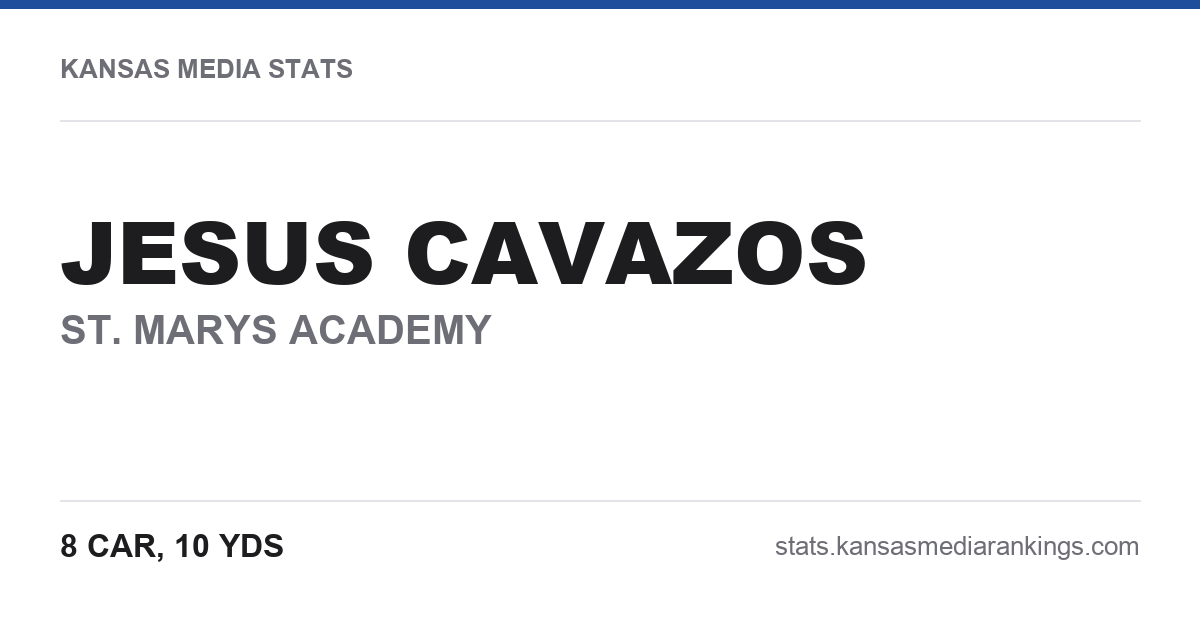 KANSAS MEDIA STATS
JESUS CAVAZOS
ST. MARYS ACADEMY
8 CAR, 10 YDS
stats.kansasmediarankings.com